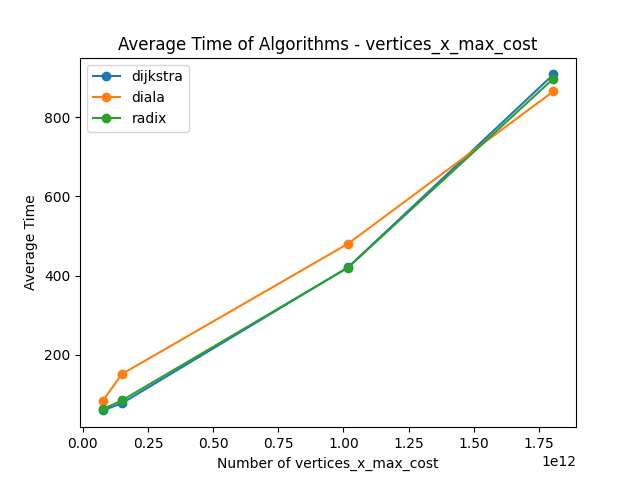 Average Time of Algorithms - vertices_x_max_cost
dijkstra
diala
radix
800
600
400
200
Average Time
0.00 0.25 0.50 0.75 1.00 1.25 1.50 1.75
1e12
Number of vertices_x_max_cost